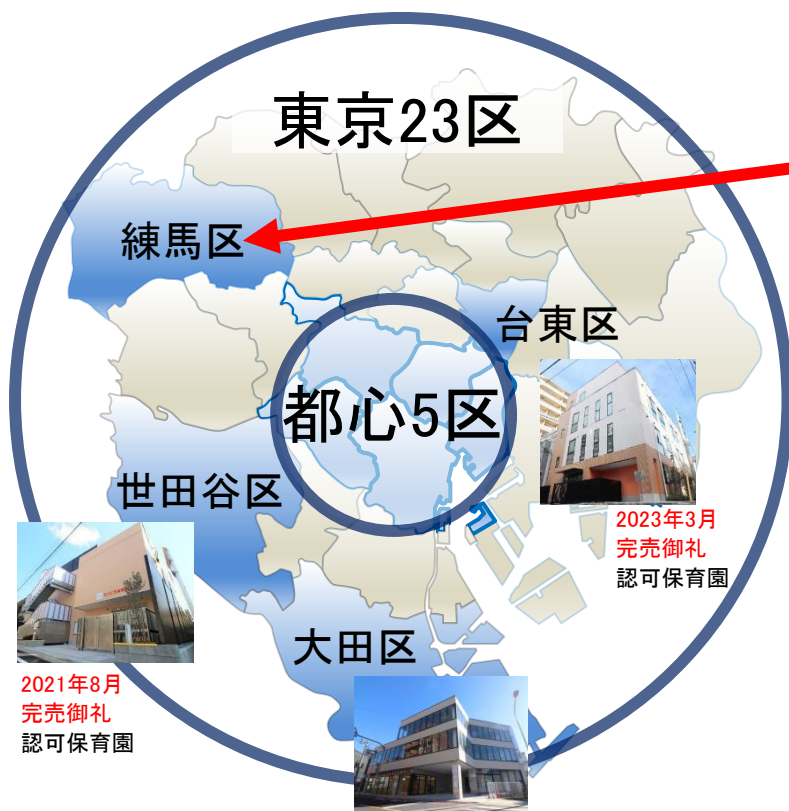 東京23区
練馬区
台東区
都心5区
世田谷区
2023年3月
完売御礼
認可保育園
大田区
2021年8月
完売御礼
認可保育園